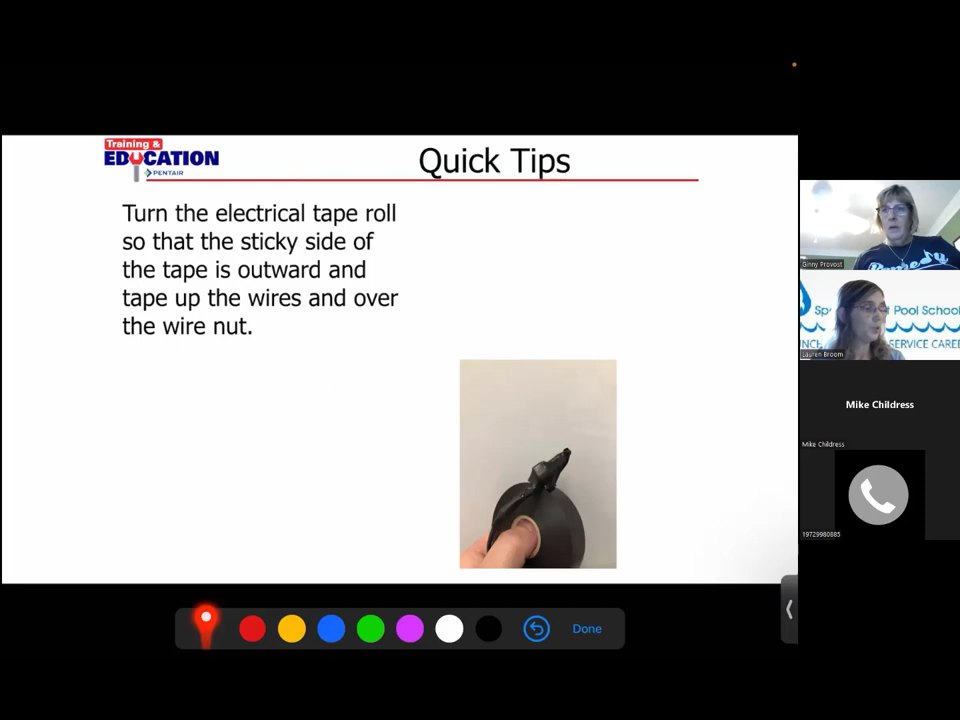 Training &
EDUCATION
PENTAIR
Quick Tips
Turn the electrical tape roll
so that the sticky side of
the tape is outward and
tape up the wires and over
the wire nut.
Ginny Provost
Pool School
SERVICE CAREE
Lauren Broom
Mike Childress
Mike Childress
19729980885
Done